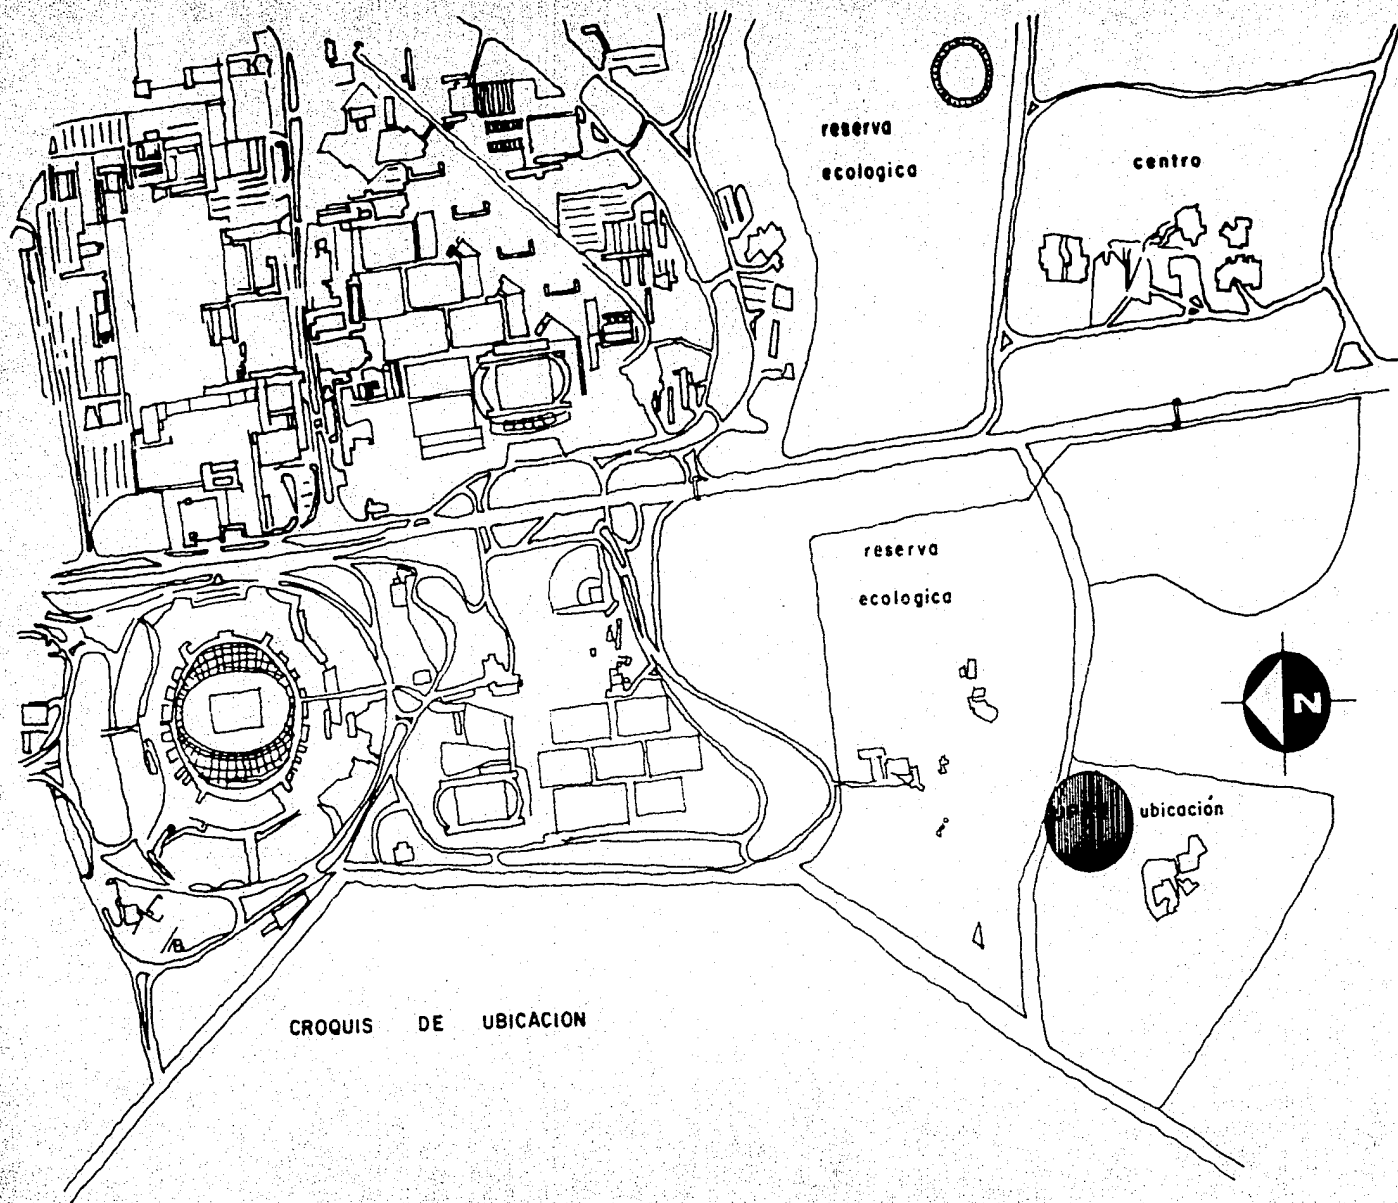 reserva
ecologica
centro
reserva
ecologica
N
ubicación
CROQUIS DE UBICACION